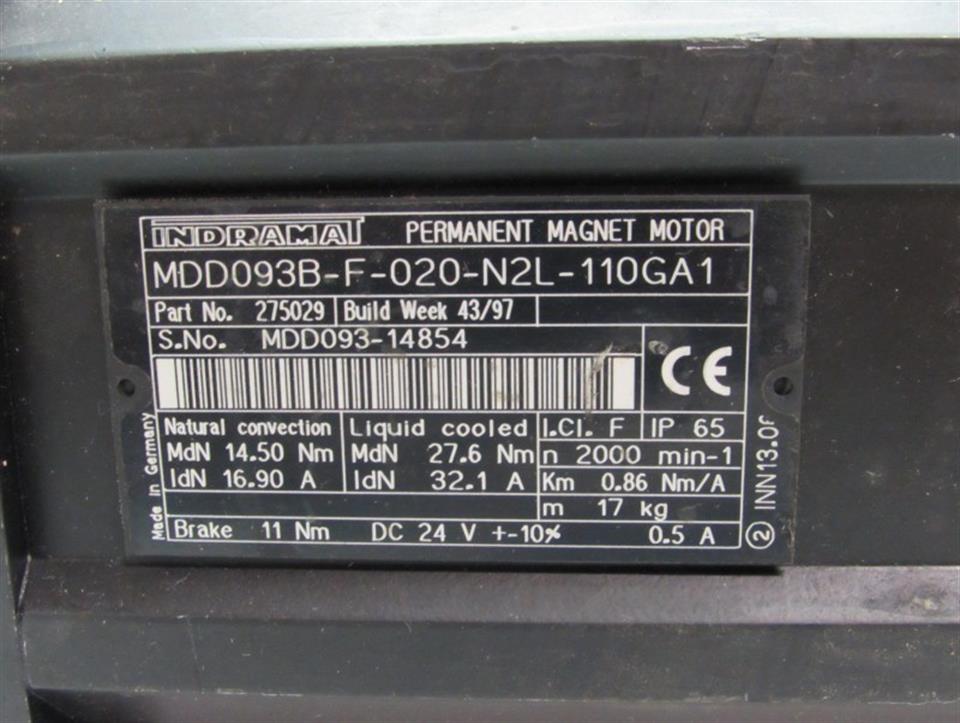 INDRAMAT PERMANENT MAGNET MOTOR
MDD093B-F-020-N2L-110GA1
Part No. 275029 Build Week 43/97
S.No. MDD093-14854
CE
Natural convection Liquid cooled I.Cl. F IP 65
MdN 14.50 Nm MdN 27.6 Nm n 2000 min-1
IdN 16.90 A IdN 32.1 A Km 0.86 Nm/A
m 17 kg
Brake 11 Nm DC 24 V +-10% 0.5 A
Made in Germany
2 INN13.06